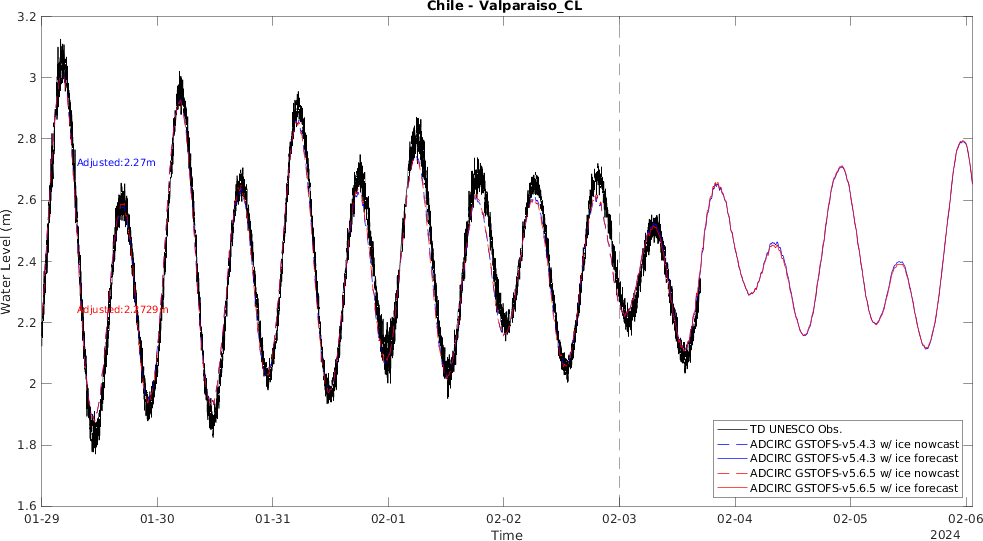 Chile - Valparaiso_CL
3.2
3
2.8
2.6
2.4
2.2
2
1.8
1.6
Water Level (m)
Adjusted:2.27m
Adjusted:2.2729m
TD UNESCO Obs.
ADCIRC GSTOFS-v5.4.3 w/ ice nowcast
ADCIRC GSTOFS-v5.4.3 w/ ice forecast
ADCIRC GSTOFS-v5.6.5 w/ ice nowcast
ADCIRC GSTOFS-v5.6.5 w/ ice forecast
01-29 01-30 01-31 02-01 02-02 02-03 02-04 02-05 02-06
Time
2024